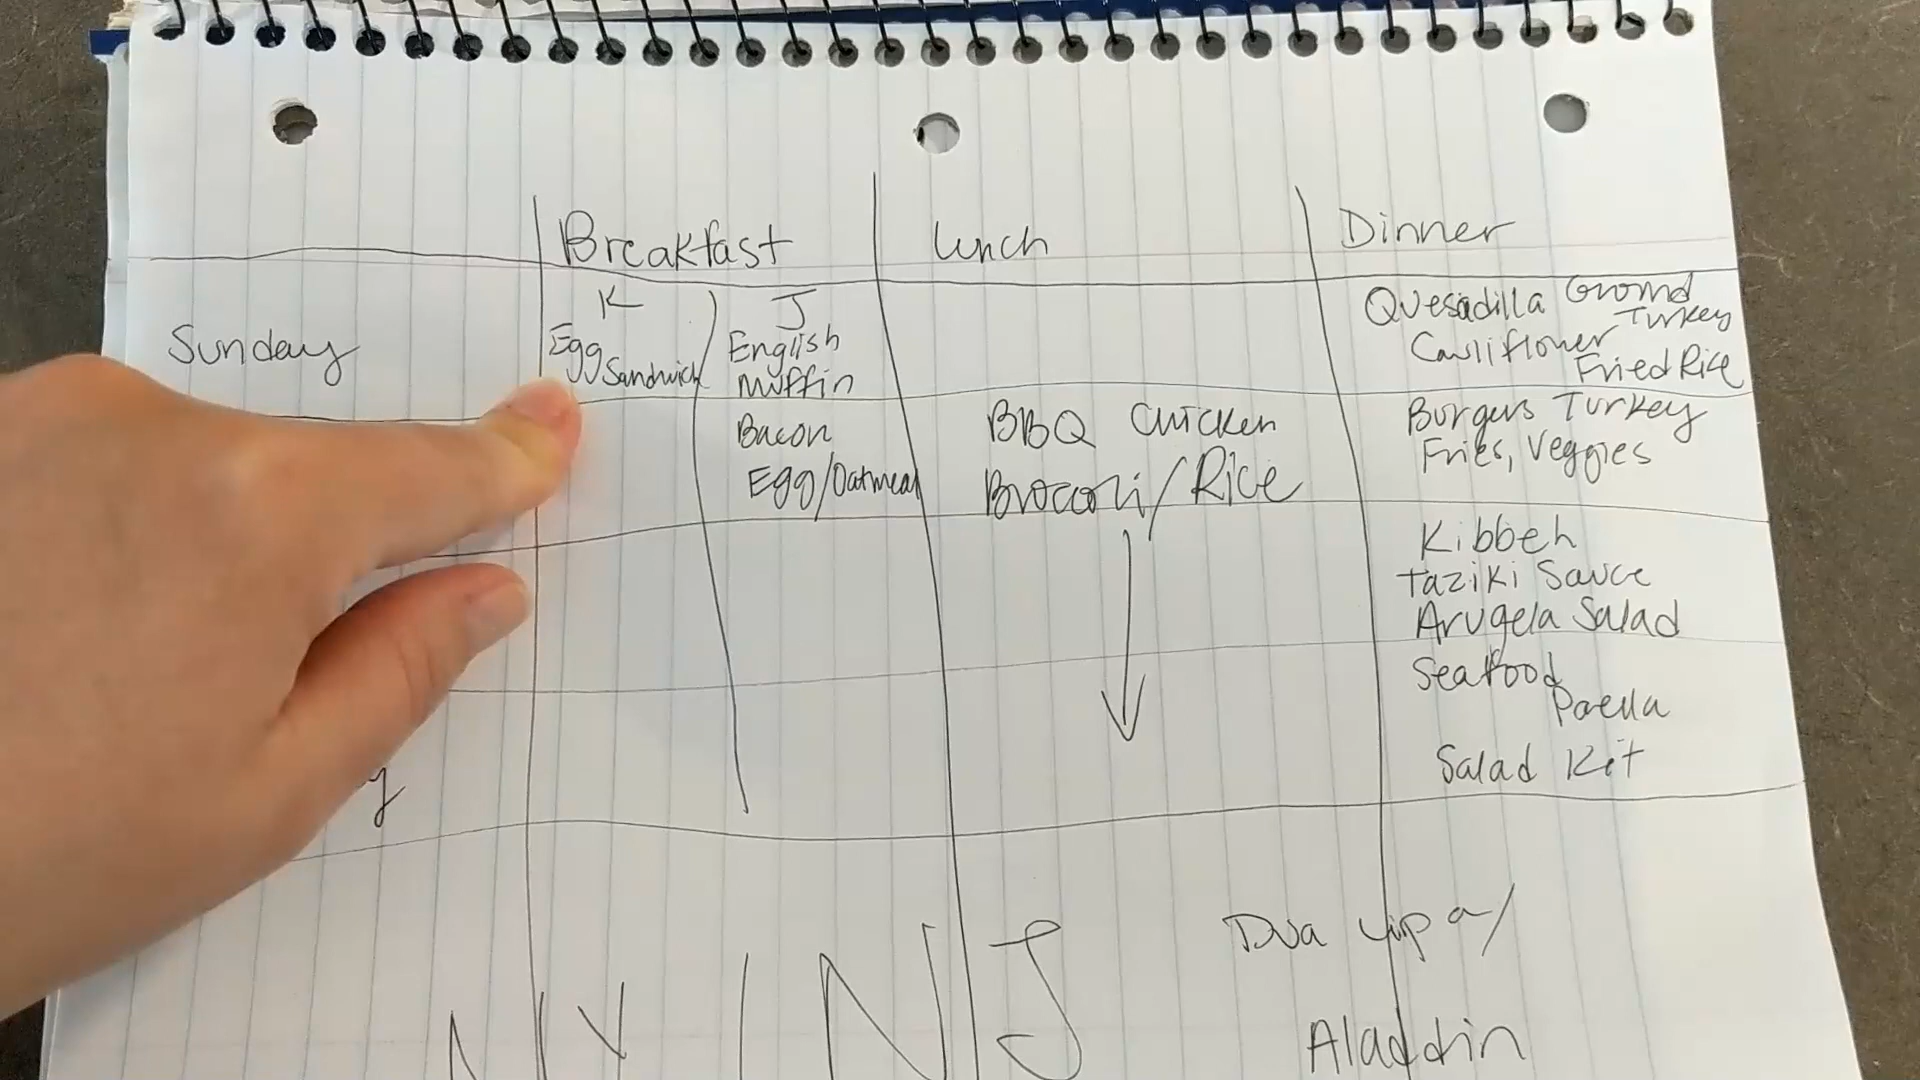 Breakfast Lunch Dinner
Sunday
K
Egg
Sandwich
J
English
Muffin
Quesadilla Ground
Turkey
Cauliflower
Fried Rice
Bacon
Egg/Oatmeal
BBQ Chicken
Broccoli/Rice
Burgers Turkey
Fries, Veggies
Kibbeh
Taziki Sauce
Arugela Salad
Seafood
Paella
Salad Kit
y
NY/NJ
Dua Lipa/
Aladdin